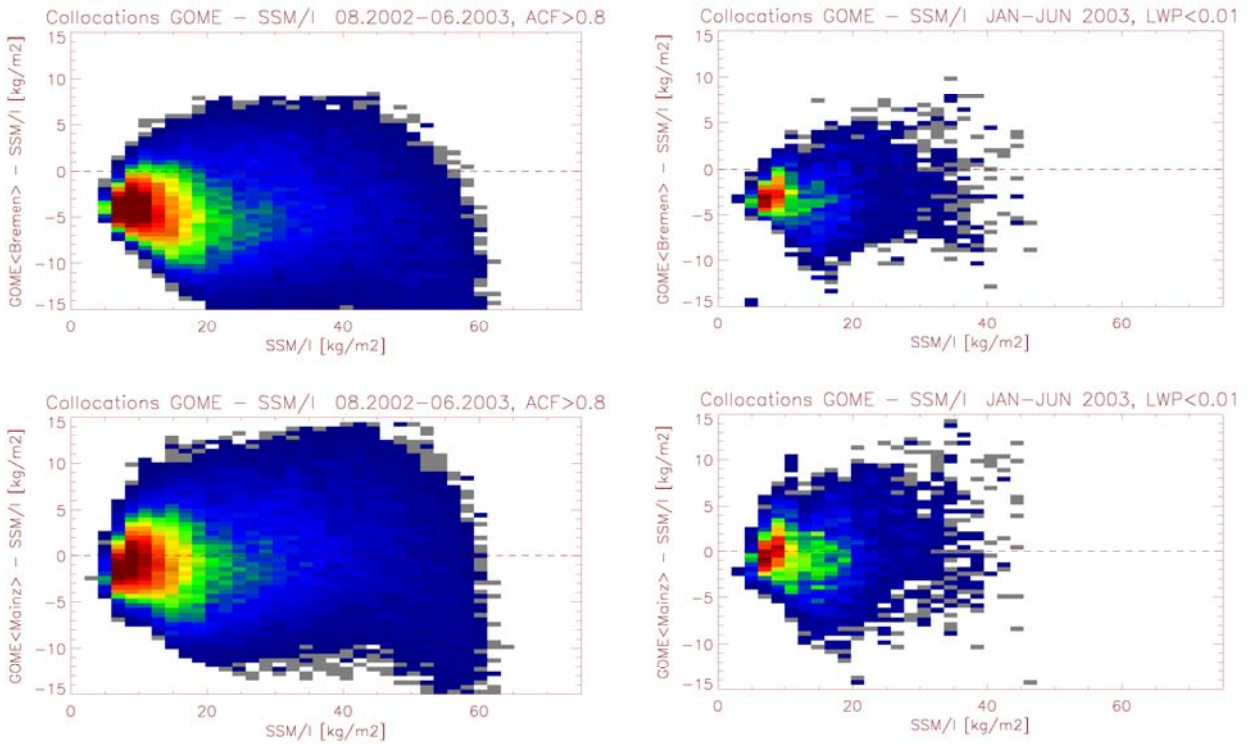 Collocations GOME – SSM/I 08.2002–06.2003, ACF>0.8
GOME<Bremen> – SSM/I [kg/m2]
15
10
5
0
−5
−10
−15
0 20 40 60
SSM/I [kg/m2]
Collocations GOME – SSM/I JAN–JUN 2003, LWP<0.01
GOME<Bremen> – SSM/I [kg/m2]
15
10
5
0
−5
−10
−15
0 20 40 60
SSM/I [kg/m2]
Collocations GOME – SSM/I 08.2002–06.2003, ACF>0.8
GOME<Mainz> – SSM/I [kg/m2]
15
10
5
0
−5
−10
−15
0 20 40 60
SSM/I [kg/m2]
Collocations GOME – SSM/I JAN–JUN 2003, LWP<0.01
GOME<Mainz> – SSM/I [kg/m2]
15
10
5
0
−5
−10
−15
0 20 40 60
SSM/I [kg/m2]